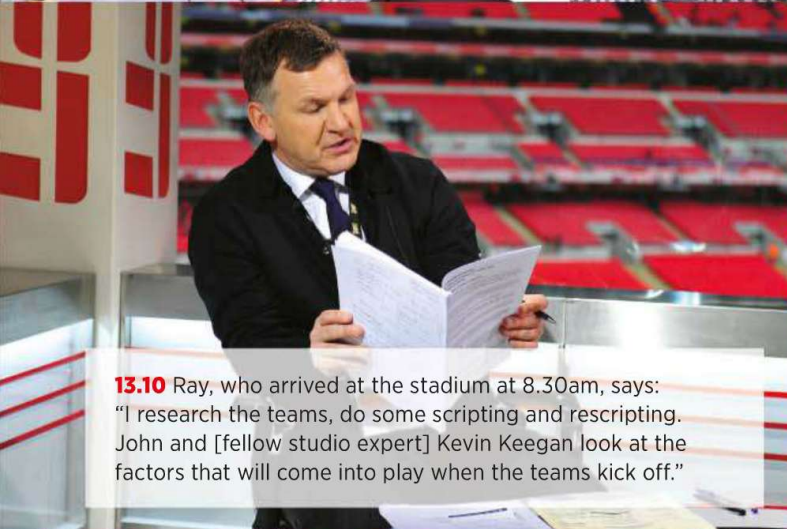 13.10 Ray, who arrived at the stadium at 8.30am, says:
“I research the teams, do some scripting and rescripting.
John and [fellow studio expert] Kevin Keegan look at the
factors that will come into play when the teams kick off.”